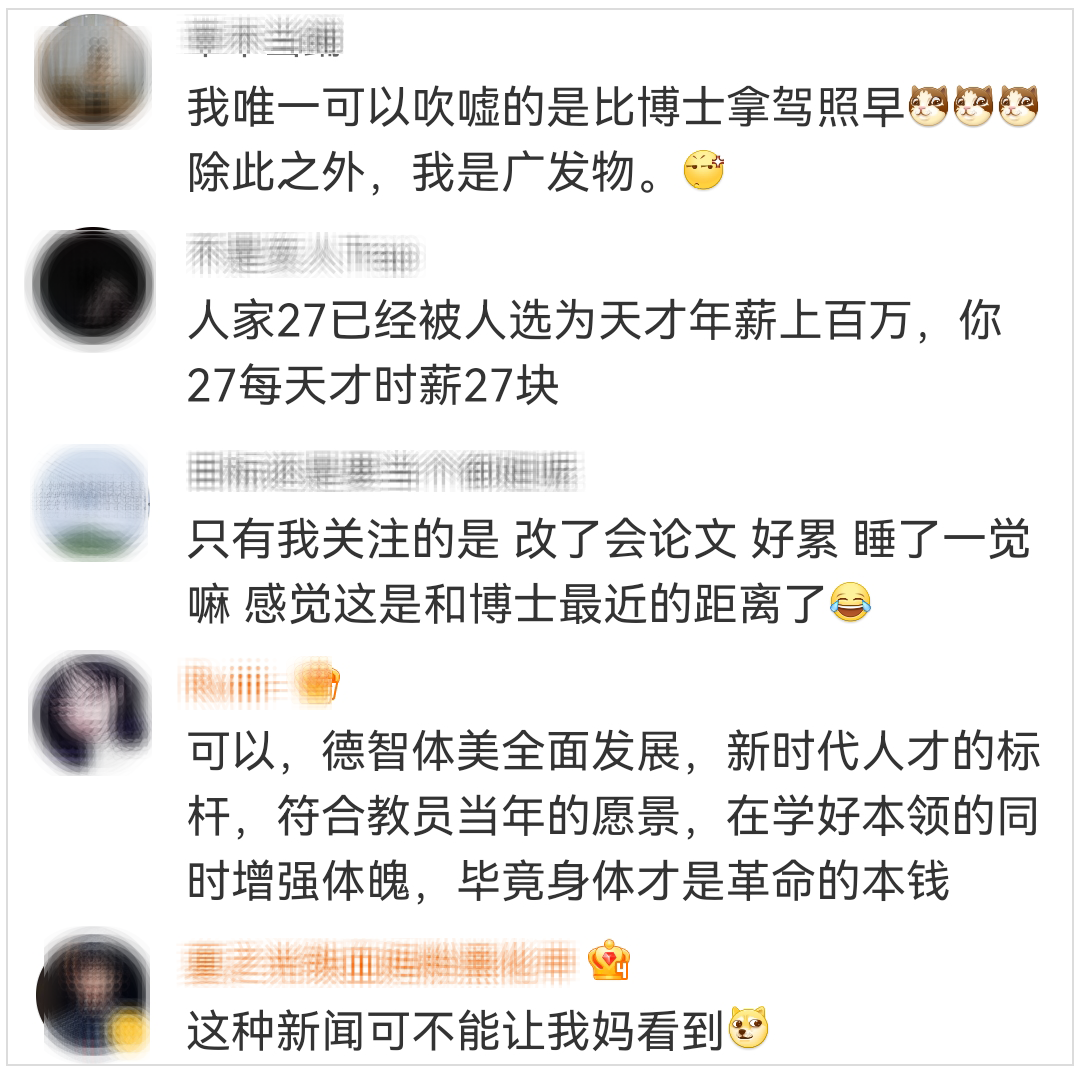 我唯一可以吹嘘的是比博士拿驾照早
除此之外，我是广发物。
人家27已经被人选为天才年薪上百万，你
27每天才时薪27块
只有我关注的是 改了会论文 好累 睡了一觉
嘛 感觉这是和博士最近的距离了
可以，德智体美全面发展，新时代人才的标
杆，符合教员当年的愿景，在学好本领的同
时增强体魄，毕竟身体才是革命的本钱
4
这种新闻可不能让我妈看到